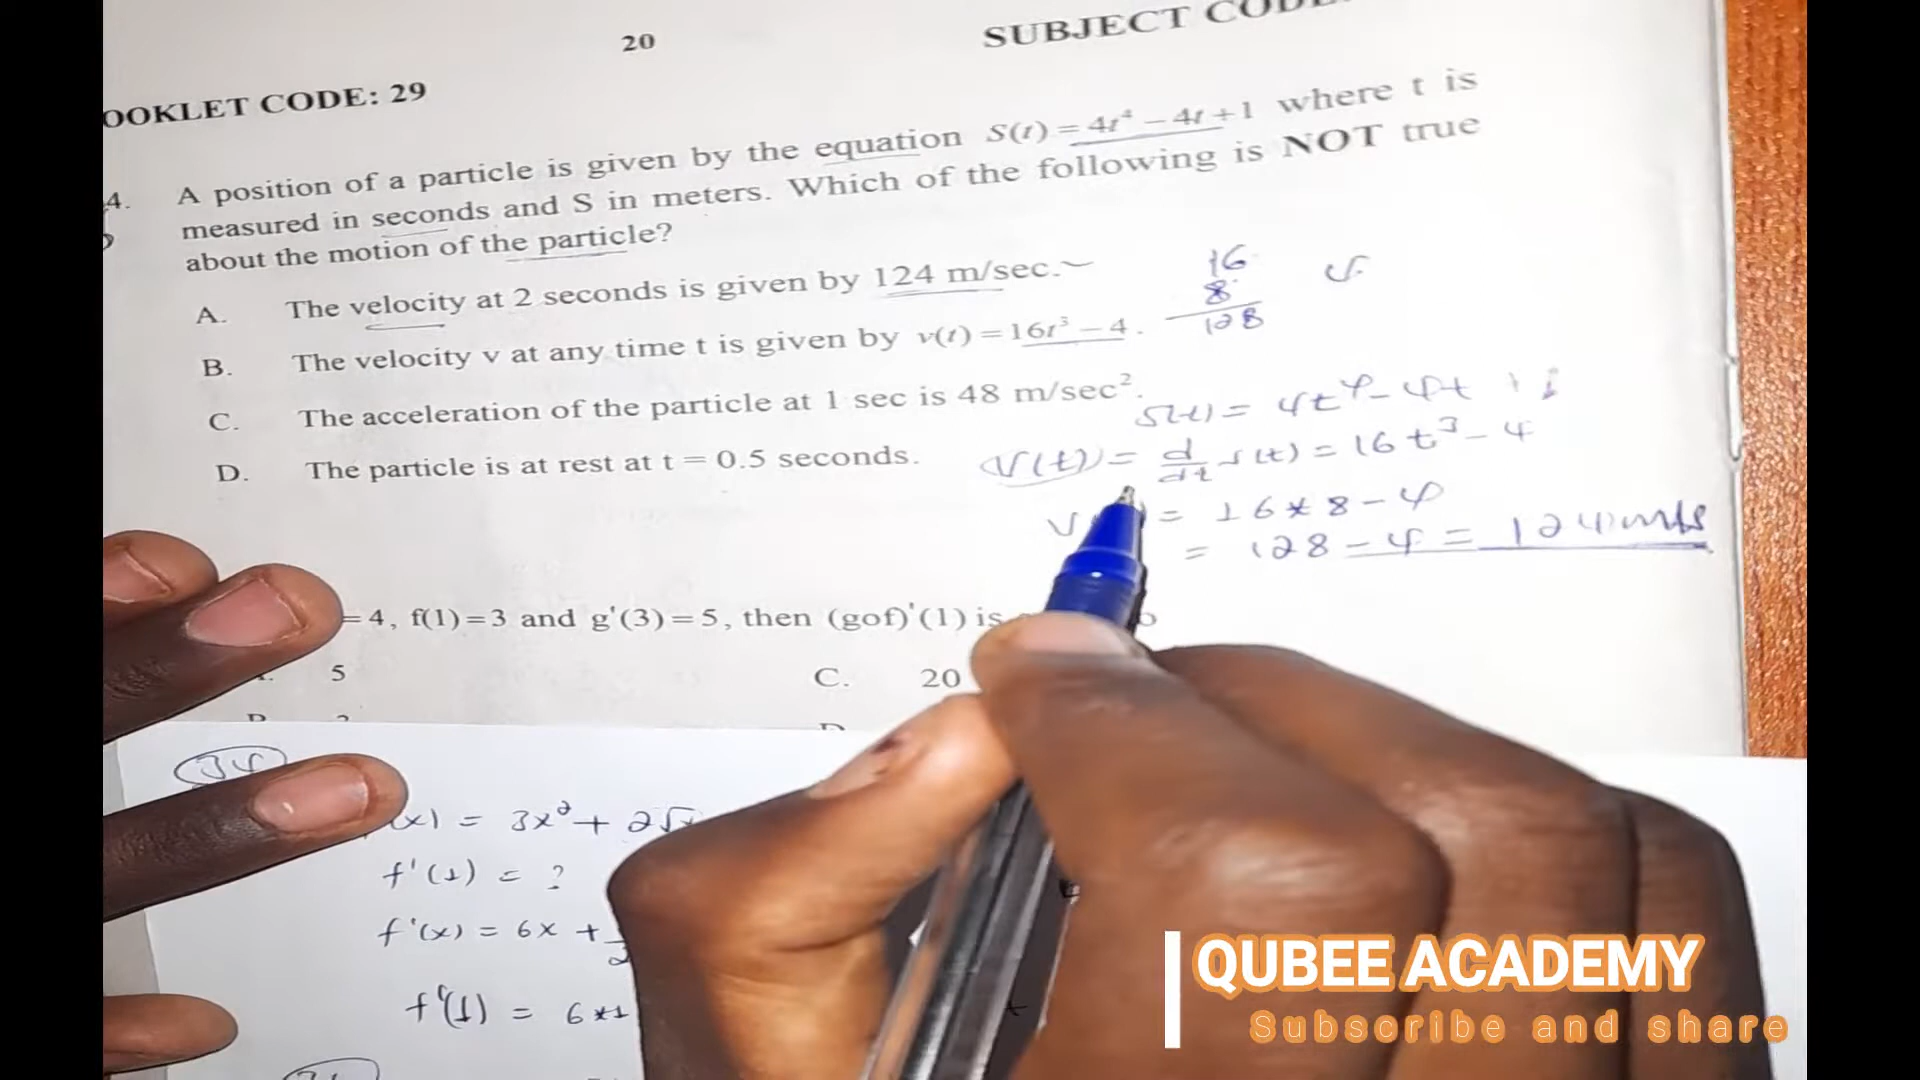 20
SUBJECT CODE
OOKLET CODE: 29
4. A position of a particle is given by the equation S(t) = 4t⁴ − 4t + 1 where t is
measured in seconds and S in meters. Which of the following is NOT true
about the motion of the particle?
A. The velocity at 2 seconds is given by 124 m/sec.
B. The velocity v at any time t is given by v(t) = 16t³ − 4.
C. The acceleration of the particle at 1 sec is 48 m/sec².
D. The particle is at rest at t = 0.5 seconds.
16
8
128
S(t) = 4t⁴ − 4t + 1
V(t) = d/dt s(t) = 16t³ − 4
V = 16 * 8 − 4
= 128 − 4 = 124 m/s
= 4, f(1) = 3 and g'(3) = 5, then (gof)'(1) is
5
C. 20
34
(x) = 3x² + 2√x
f'(1) = ?
f'(x) = 6x +
2
f'(1) = 6*1
QUBEE ACADEMY
Subscribe and share